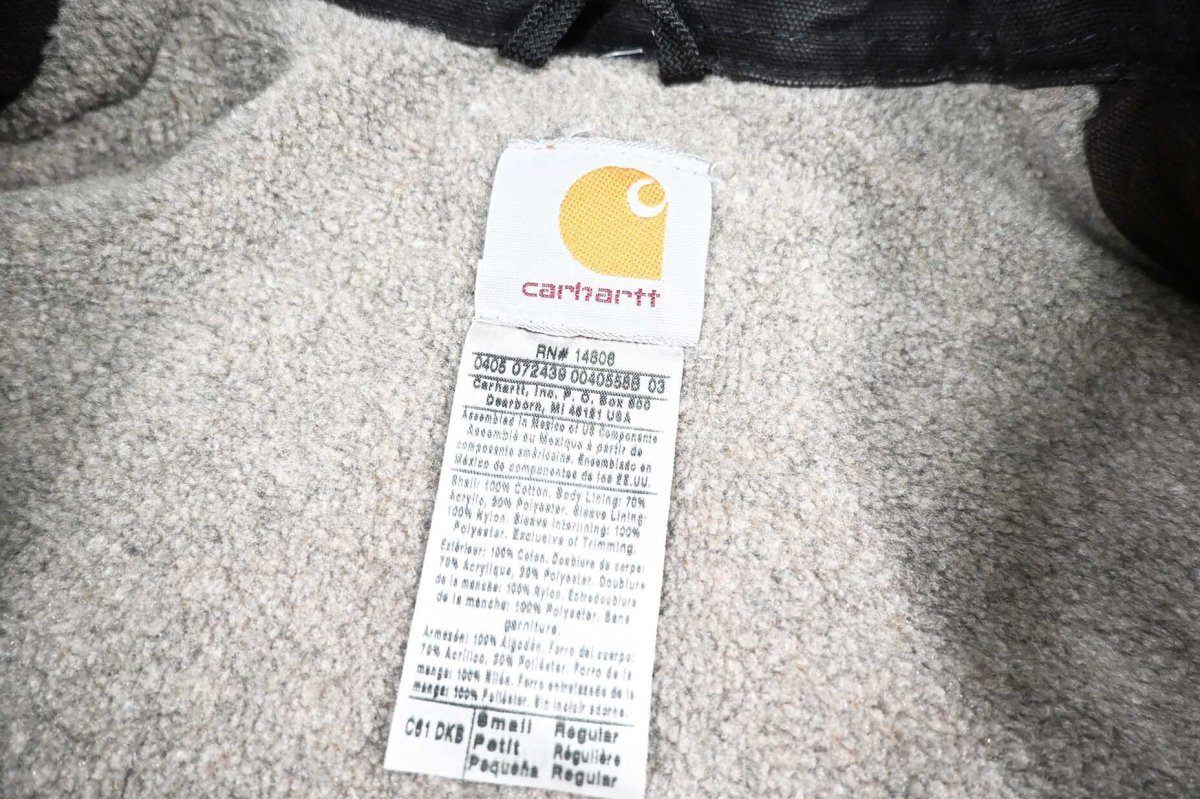 carhartt
RN# 14806
0405 072439 00405588 03
Carhartt, Inc. P. O. Box 600
Dearborn, MI 48121 USA
Assembled in Mexico of US Components
Assemblé au Mexique à partir de
composants américains. Ensamblado en
México de componentes de los EE.UU.
Shell: 100% Cotton. Body Lining: 70%
Acrylic, 30% Polyester. Sleeve Lining:
100% Nylon. Sleeve Interlining: 100%
Polyester. Exclusive of Trimming.
Extérieur: 100% Coton. Doublure de corps:
70% Acrylique, 30% Polyester. Doublure
de la manche: 100% Nylon. Entredoublure
de la manche: 100% Polyester. Sans
garniture.
Armazón: 100% Algodón. Forro del cuerpo:
70% Acrílico, 30% Poliéster. Forro de la
manga: 100% Nilón. Forro entrelazado de la
manga: 100% Poliéster. Sin incluir adorno.
C61 DKB
Small Regular
Petit Régulière
Pequeña Regular